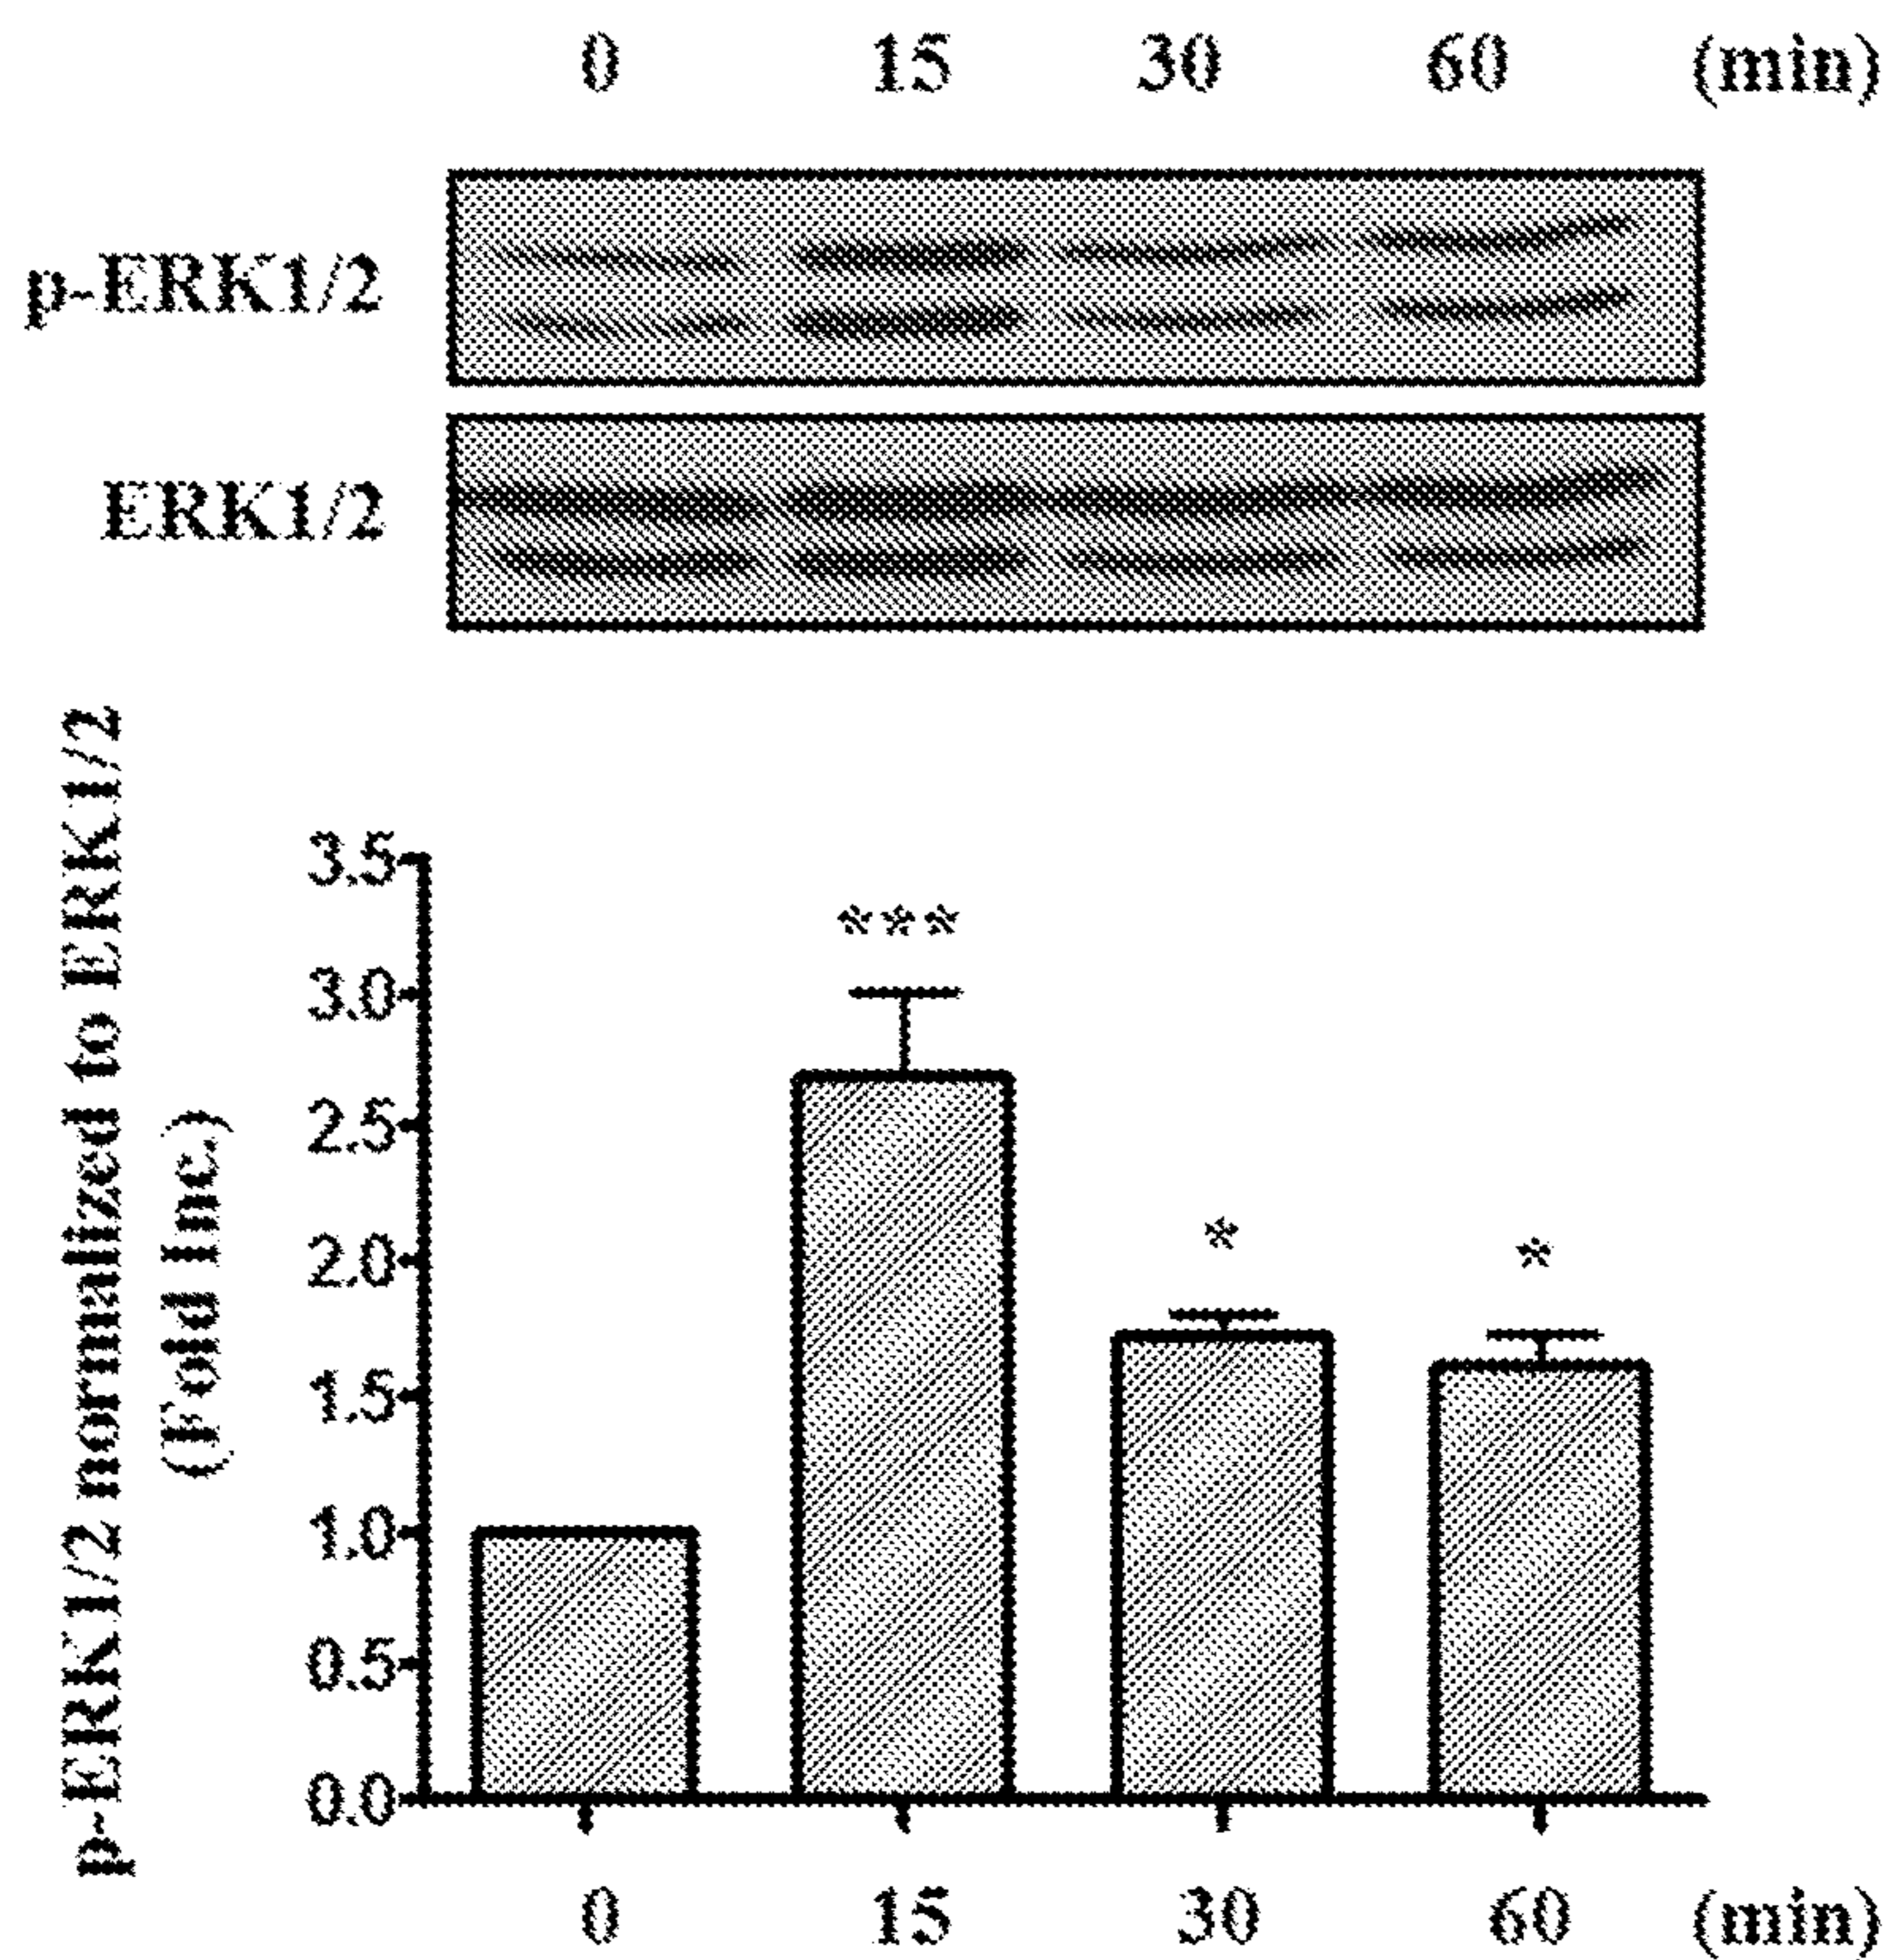 0 15 30 60 (min)
p-ERK1/2
ERK1/2
p-ERK1/2 normalized to ERK1/2
(Fold Inc.)
3.5
***
3.0
2.5
2.0
*
*
1.5
1.0
0.5
0.0
0 15 30 60 (min)